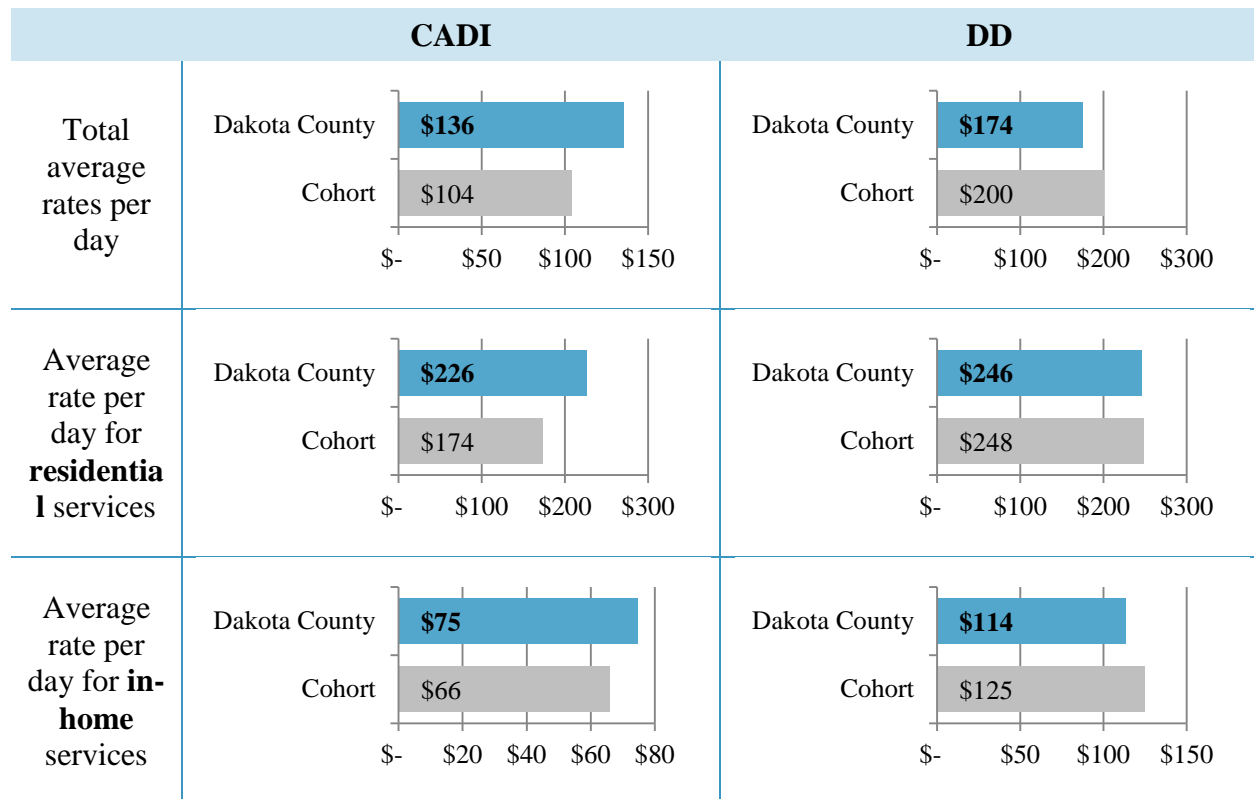 CADI DD
Total
average
rates per
day
Dakota County $136
Cohort $104
$- $50 $100 $150
Dakota County $174
Cohort $200
$- $100 $200 $300
Average
rate per
day for
residentia
l services
Dakota County $226
Cohort $174
$- $100 $200 $300
Dakota County $246
Cohort $248
$- $100 $200 $300
Average
rate per
day for in-
home
services
Dakota County $75
Cohort $66
$- $20 $40 $60 $80
Dakota County $114
Cohort $125
$- $50 $100 $150